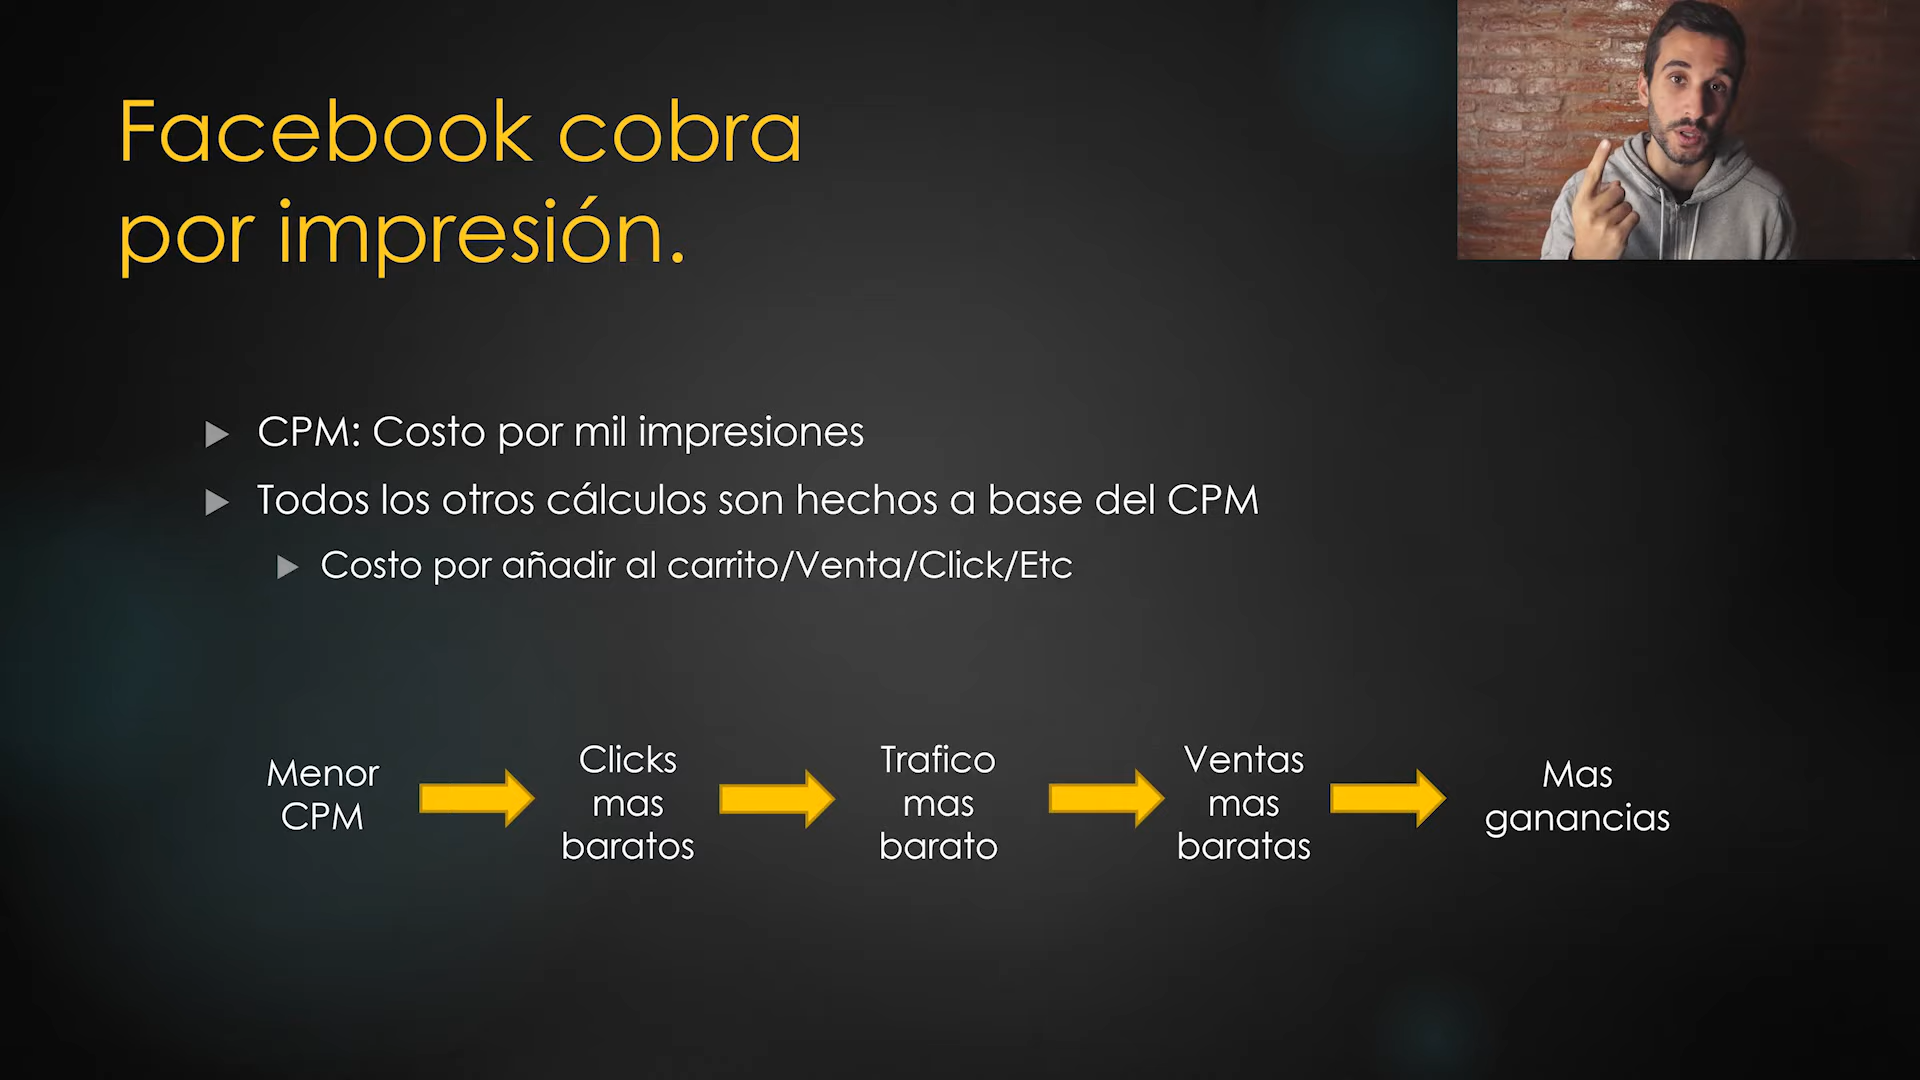 Facebook cobra
por impresión.
CPM: Costo por mil impresiones
Todos los otros cálculos son hechos a base del CPM
Costo por añadir al carrito/Venta/Click/Etc
Menor
CPM
Clicks
mas
baratos
Trafico
mas
barato
Ventas
mas
baratas
Mas
ganancias